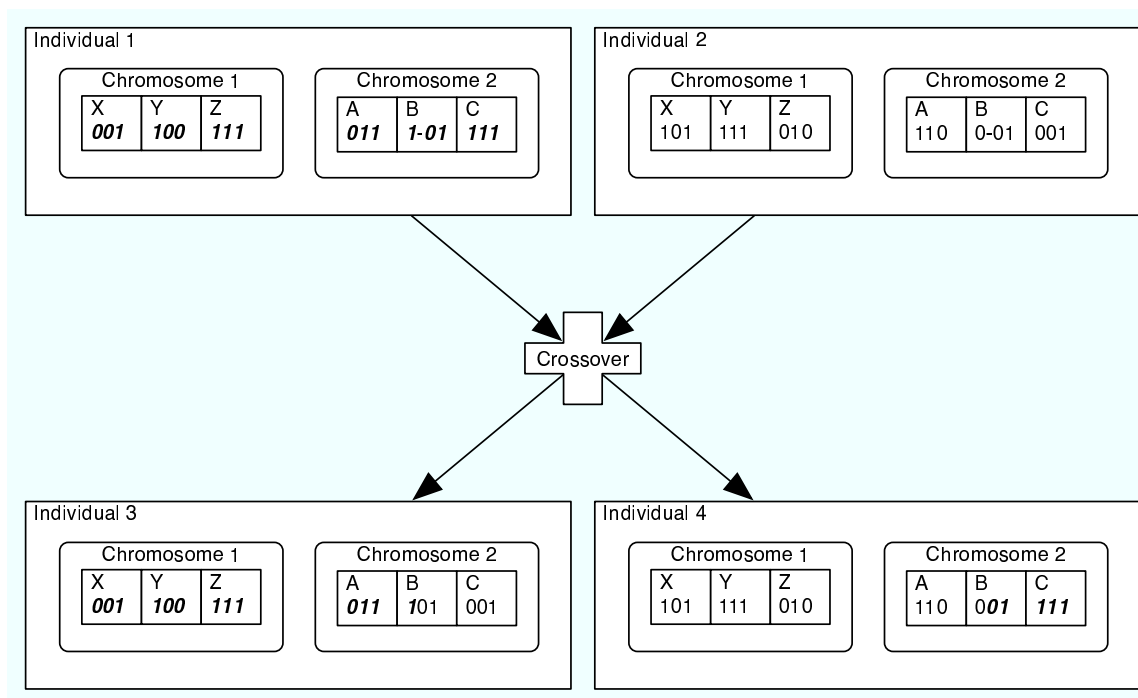 Individual 1
Chromosome 1
X Y Z
001 100 111
Chromosome 2
A B C
011 1-01 111
Individual 2
Chromosome 1
X Y Z
101 111 010
Chromosome 2
A B C
110 0-01 001
Crossover
Individual 3
Chromosome 1
X Y Z
001 100 111
Chromosome 2
A B C
011 101 001
Individual 4
Chromosome 1
X Y Z
101 111 010
Chromosome 2
A B C
110 001 111